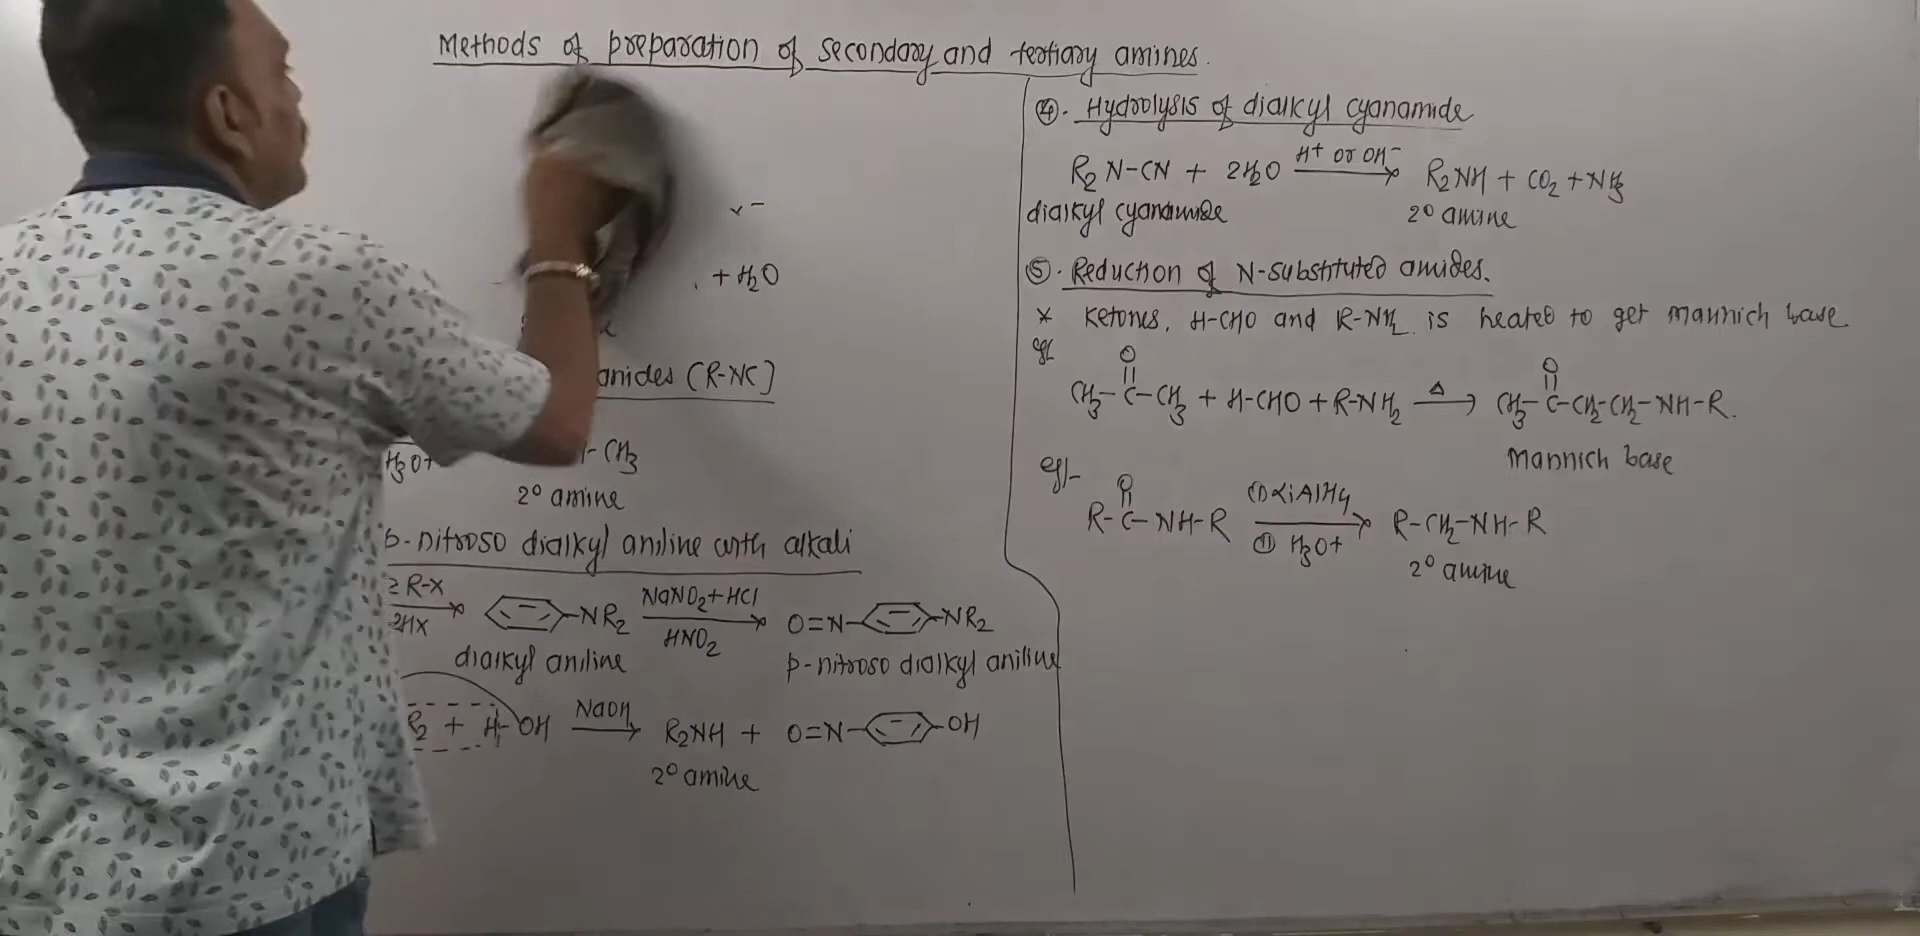 Methods of preparation of secondary and tertiary amines.
+ H2O
anides (R-NC)
H3O+ -CH3
2° amine
p-nitroso dialkyl aniline with alkali
2 R-X
2HX
-NR2
NaNO2+HCl
HNO2
O=N- -NR2
dialkyl aniline
p-nitroso dialkyl aniline
R2 + H-OH NaOH R2NH + O=N- -OH
2° amine
④. Hydrolysis of dialkyl cyanamide
R2N-CN + 2H2O H+ or OH- → R2NH + CO2 + NH3
dialkyl cyanamide 2° amine
⑤. Reduction of N-substituted amides.
* Ketones, H-CHO and R-NH2 is heated to get Mannich base
eg/-
O O
CH3-C-CH3 + H-CHO + R-NH2 Δ → CH3-C-CH2-CH2-NH-R.
Mannich base
eg/-
O
R-C-NH-R (i) LiAlH4 (ii) H3O+ → R-CH2-NH-R
2° amine